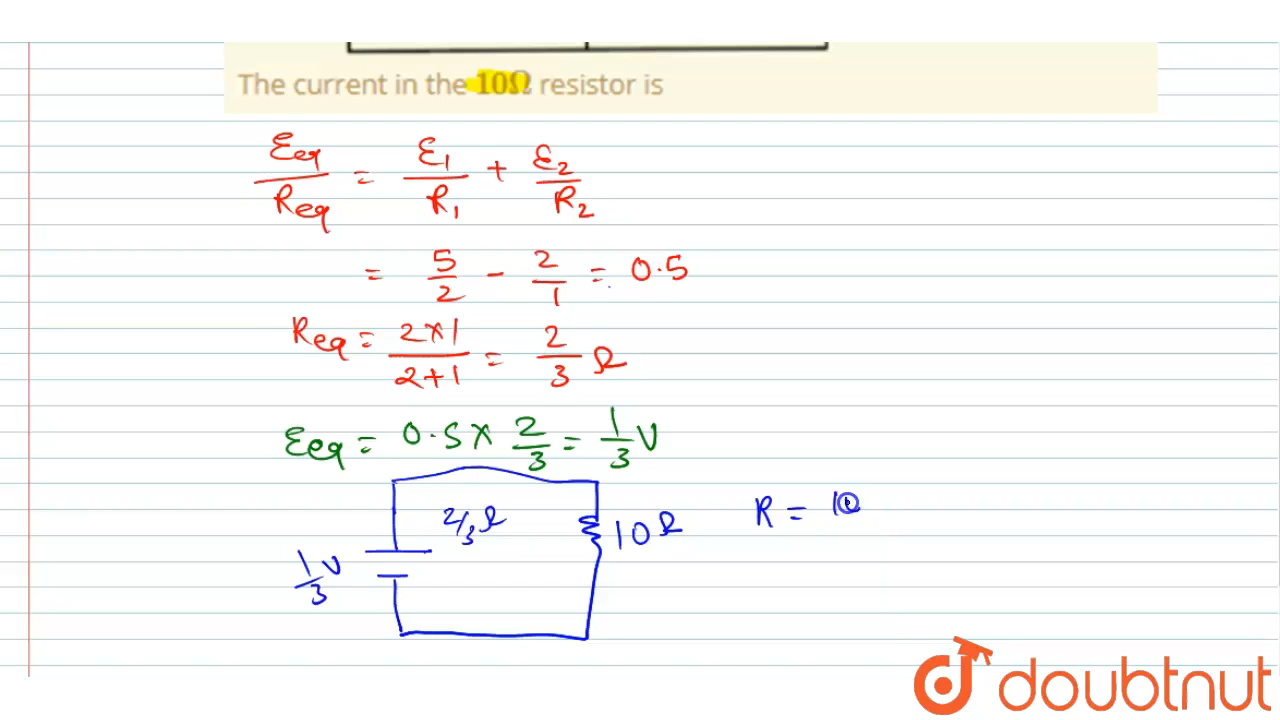 The current in the 10Ω resistor is
Eeq/Req = E1/R1 + E2/R2
= 5/2 - 2/1 = 0.5
Req = 2×1/2+1 = 2/3 Ω
Eeq = 0.5 × 2/3 = 1/3 V
2/3 Ω
10 Ω
R = 10
1/3 V
doubtnut